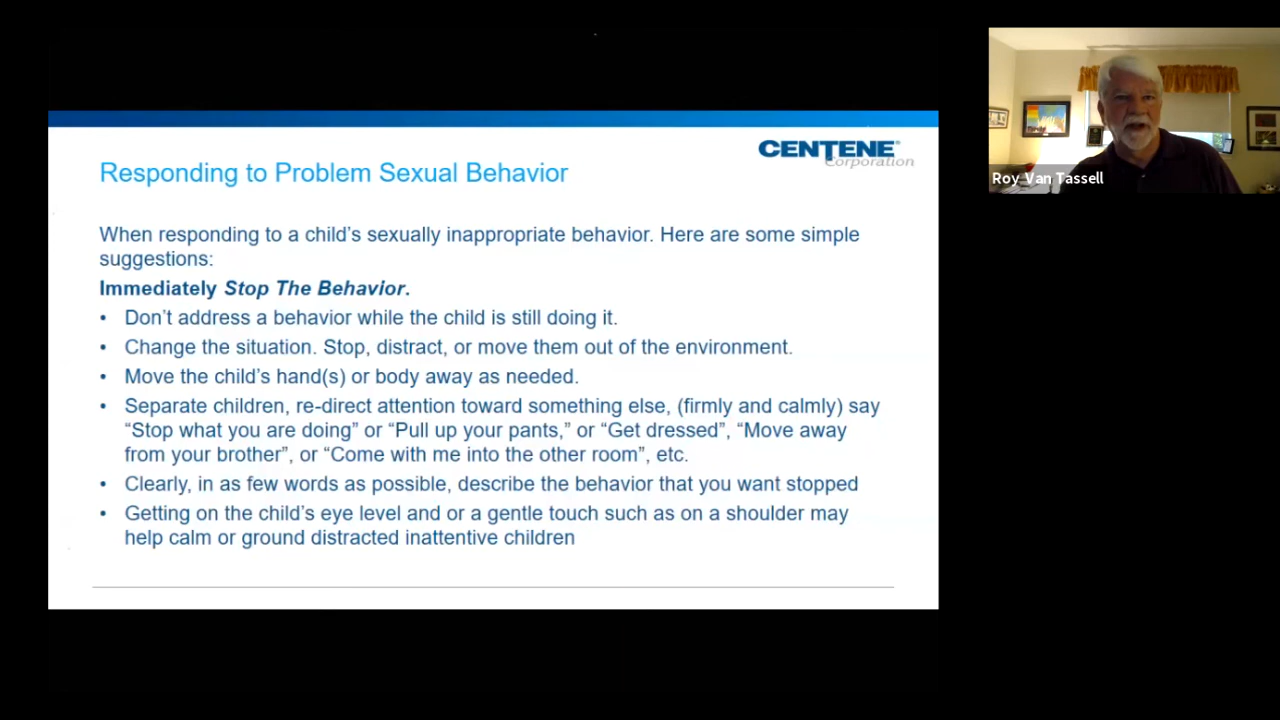 CENTENE®
Corporation
Responding to Problem Sexual Behavior
When responding to a child's sexually inappropriate behavior. Here are some simple
suggestions:
Immediately Stop The Behavior.
• Don't address a behavior while the child is still doing it.
• Change the situation. Stop, distract, or move them out of the environment.
• Move the child's hand(s) or body away as needed.
• Separate children, re-direct attention toward something else, (firmly and calmly) say
“Stop what you are doing” or “Pull up your pants,” or “Get dressed”, “Move away
from your brother”, or “Come with me into the other room”, etc.
• Clearly, in as few words as possible, describe the behavior that you want stopped
• Getting on the child's eye level and or a gentle touch such as on a shoulder may
help calm or ground distracted inattentive children
Roy Van Tassell